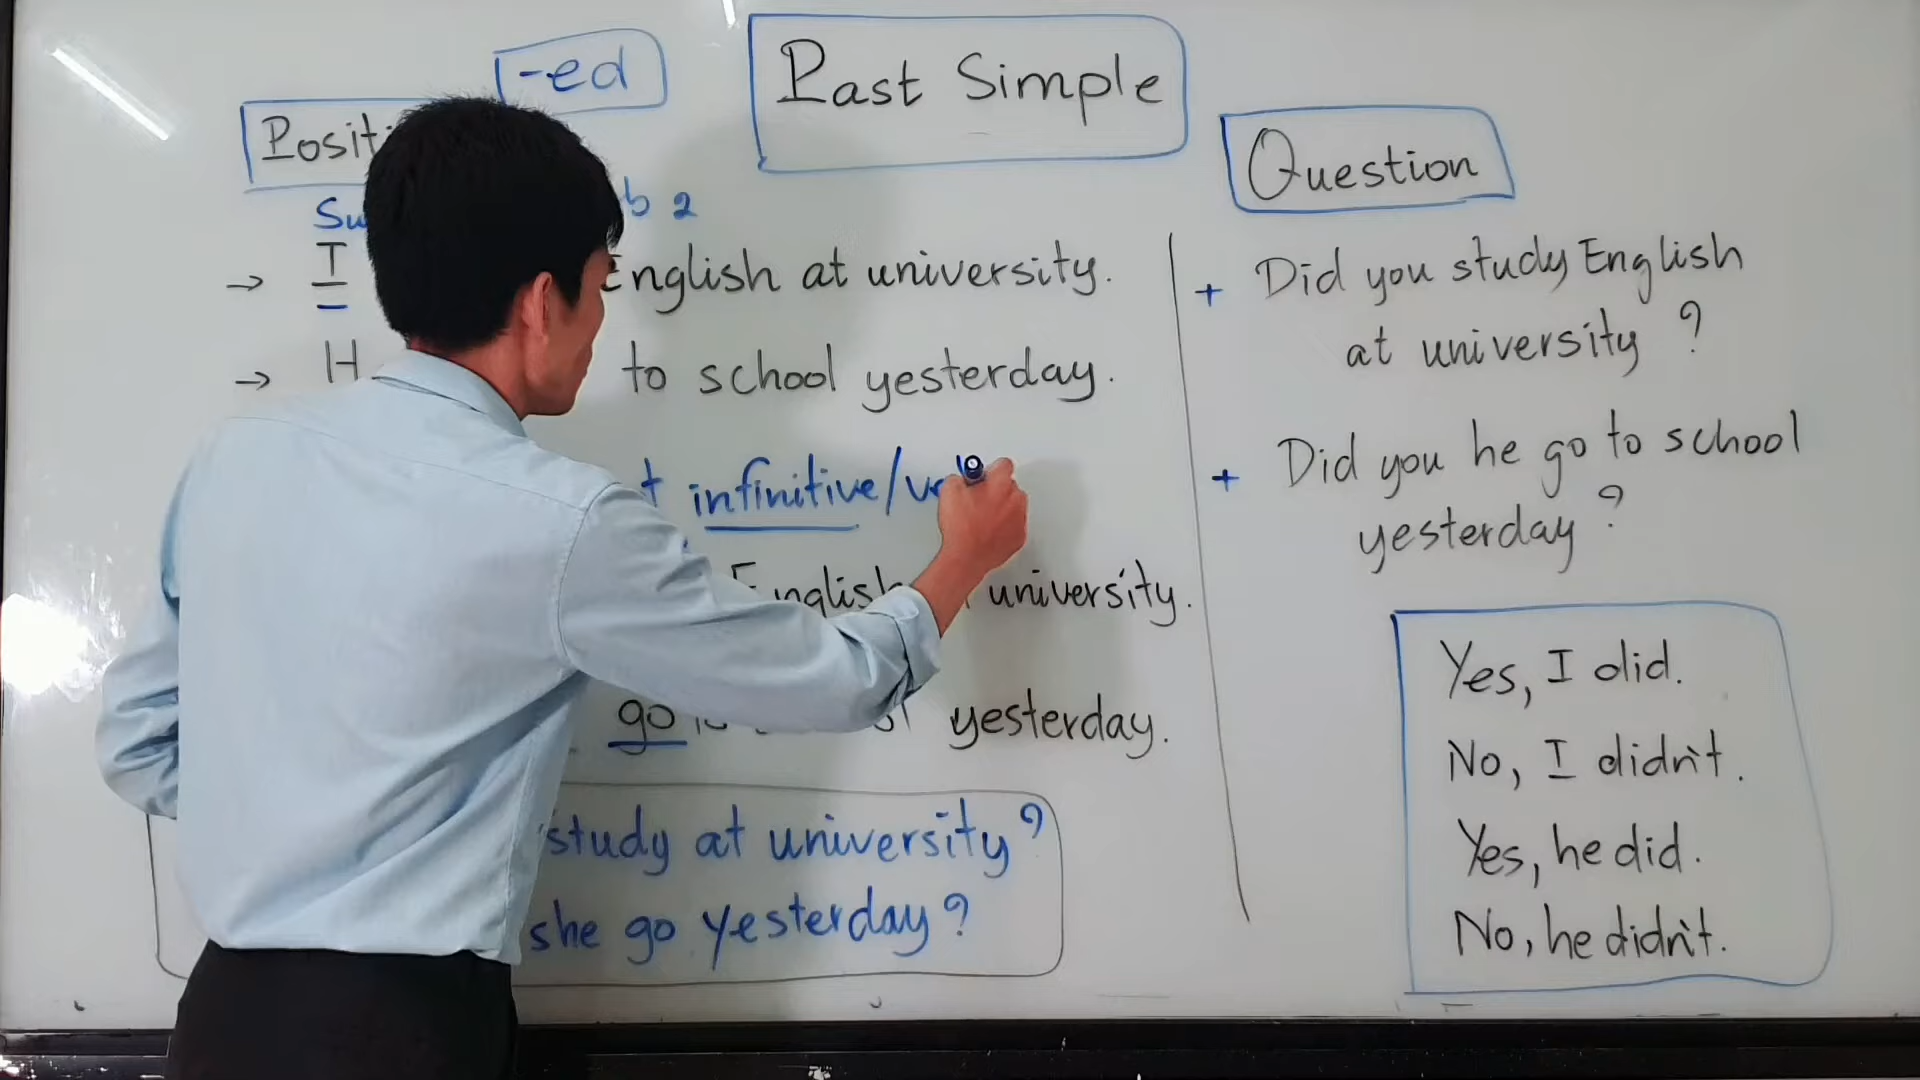 -ed
Past Simple
Question
2
I English at university.
to school yesterday.
infinitive/
English university.
go yesterday.
study at university?
she go yesterday?
+ Did you study English
at university?
+ Did you he go to school
yesterday?
Yes, I did.
No, I didn't.
Yes, he did.
No, he didn't.